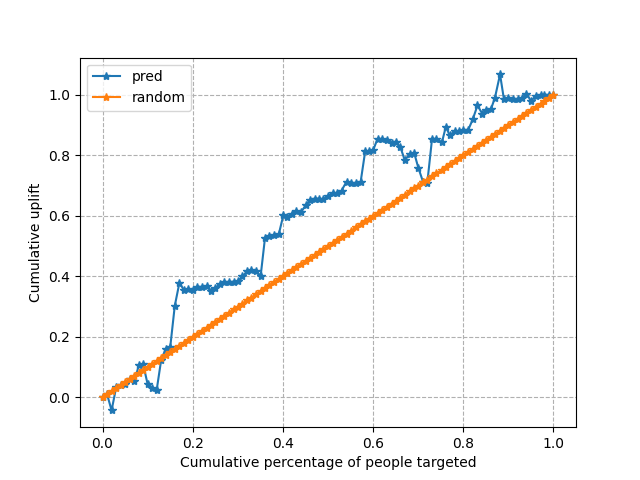 pred
random
1.0
0.8
0.6
0.4
0.2
0.0
Cumulative uplift
0.0 0.2 0.4 0.6 0.8 1.0
Cumulative percentage of people targeted